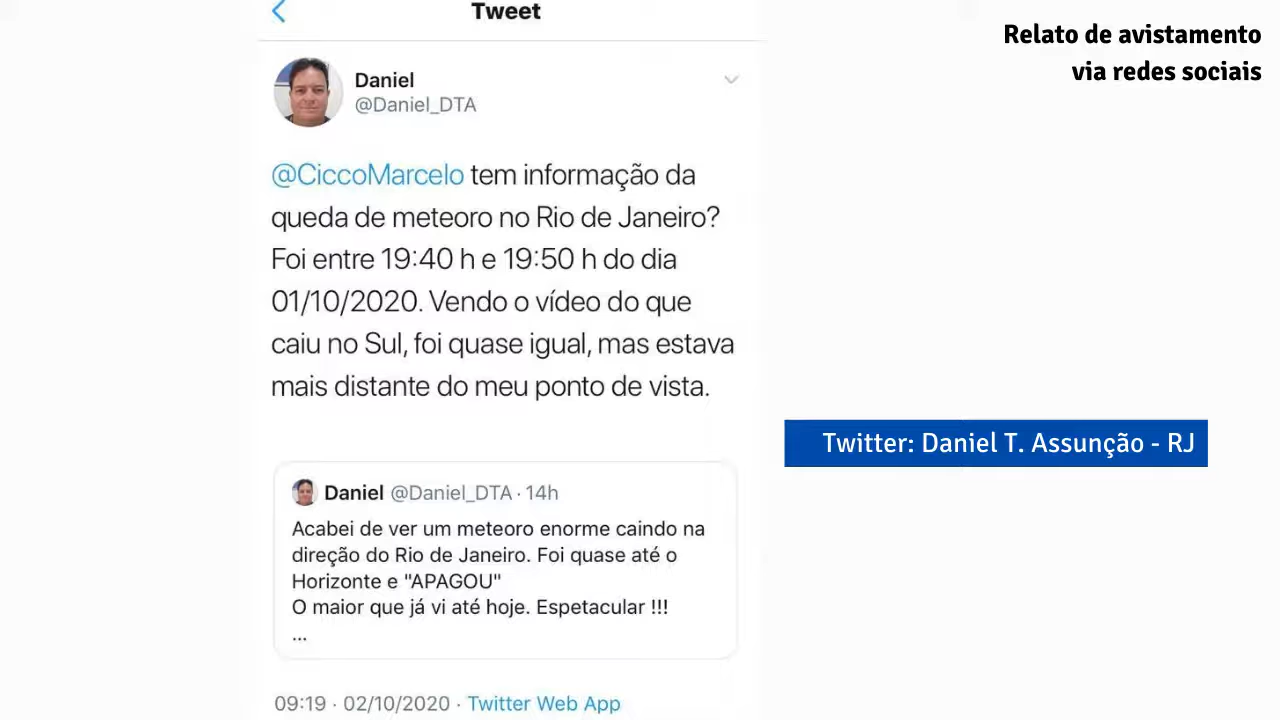 Tweet
Relato de avistamento
via redes sociais
Daniel
@Daniel_DTA
@CiccoMarcelo tem informação da
queda de meteoro no Rio de Janeiro?
Foi entre 19:40 h e 19:50 h do dia
01/10/2020. Vendo o vídeo do que
caiu no Sul, foi quase igual, mas estava
mais distante do meu ponto de vista.
Twitter: Daniel T. Assunção - RJ
Daniel @Daniel_DTA · 14h
Acabei de ver um meteoro enorme caindo na
direção do Rio de Janeiro. Foi quase até o
Horizonte e "APAGOU"
O maior que já vi até hoje. Espetacular !!!
...
09:19 · 02/10/2020 · Twitter Web App